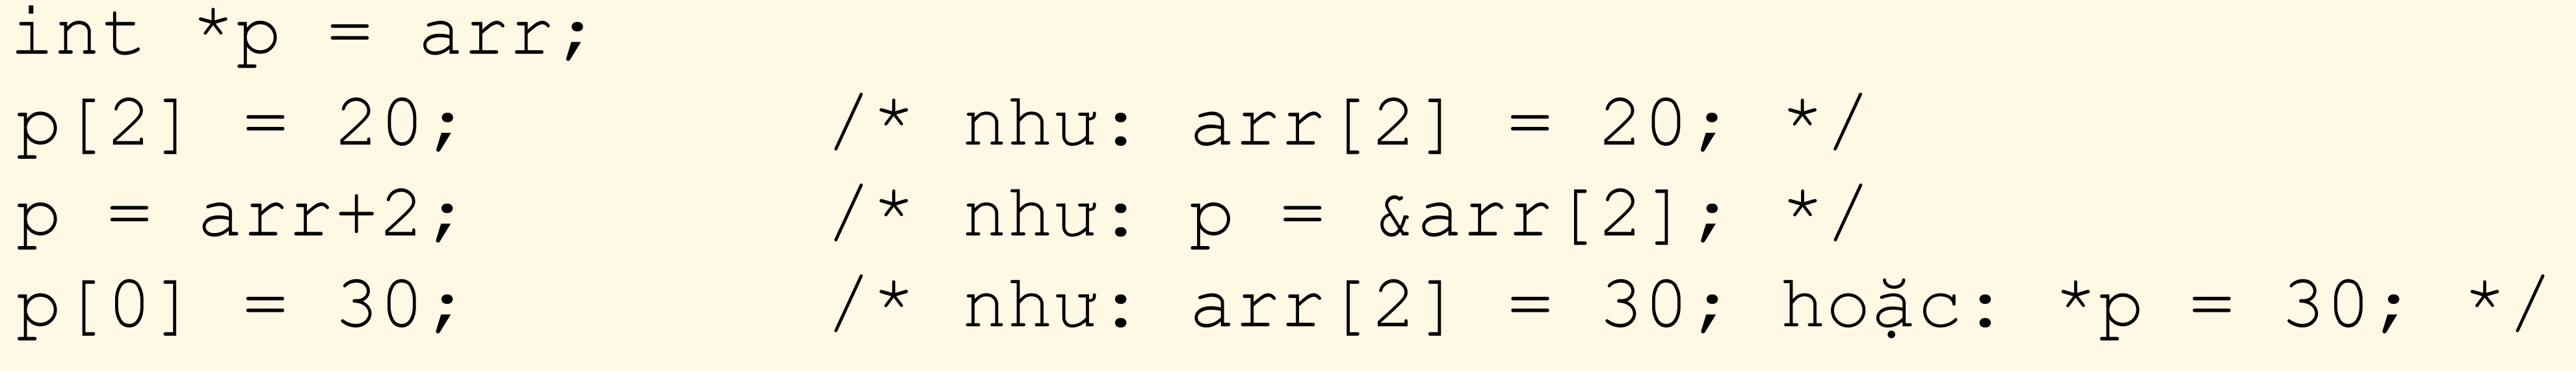 int *p = arr;
p[2] = 20; /* như: arr[2] = 20; */
p = arr+2; /* như: p = &arr[2]; */
p[0] = 30; /* như: arr[2] = 30; hoặc: *p = 30; */